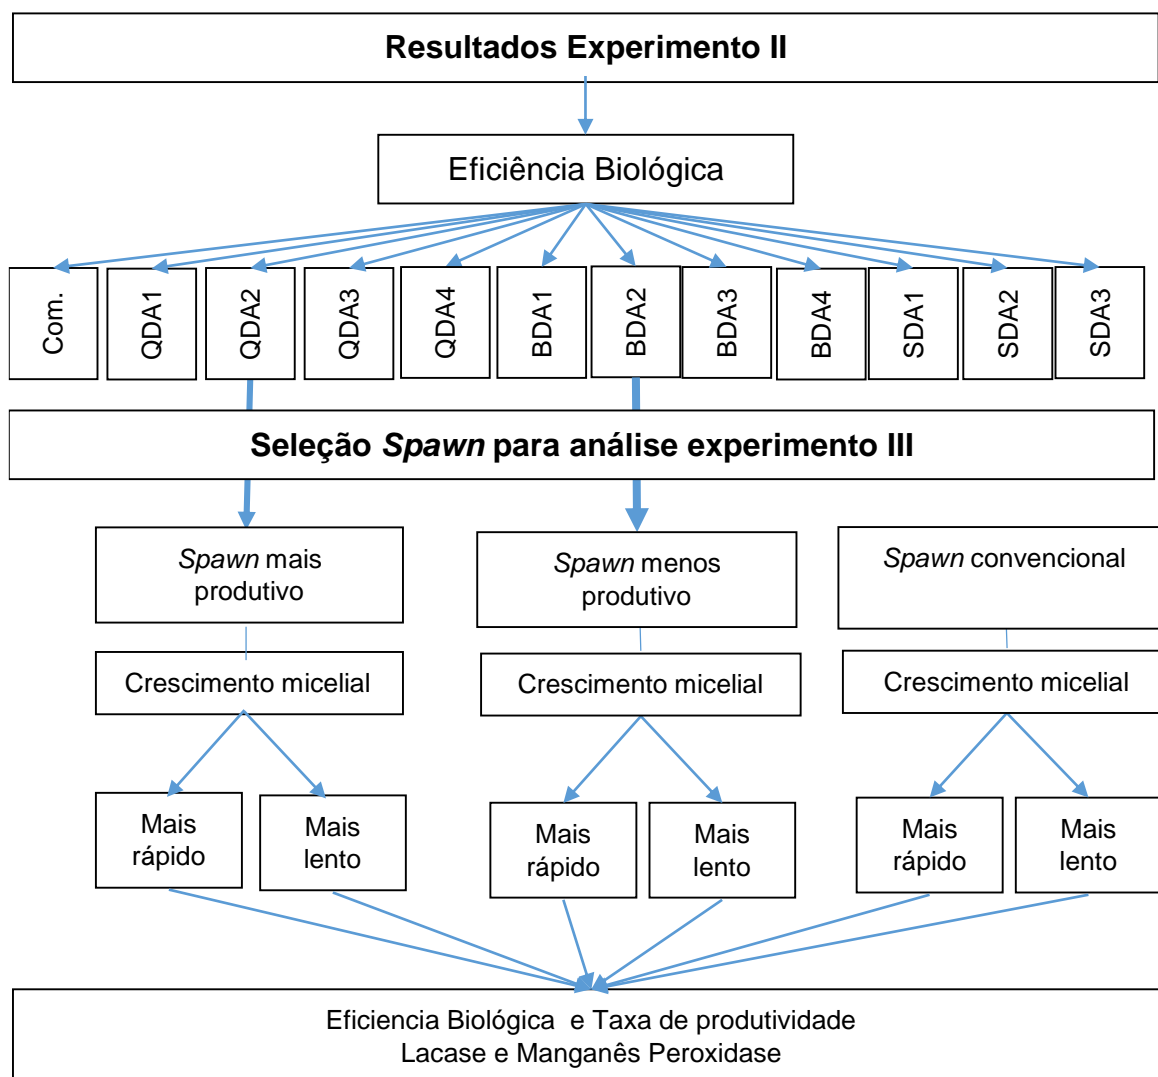 Resultados Experimento II
Eficiência Biológica
Com.
QDA1
QDA2
QDA3
QDA4
BDA1
BDA2
BDA3
BDA4
SDA1
SDA2
SDA3
Seleção Spawn para análise experimento III
Spawn mais
produtivo
Spawn menos
produtivo
Spawn convencional
Crescimento micelial
Crescimento micelial
Crescimento micelial
Mais
rápido
Mais
lento
Mais
rápido
Mais
lento
Mais
rápido
Mais
lento
Eficiencia Biológica e Taxa de produtividade
Lacase e Manganês Peroxidase